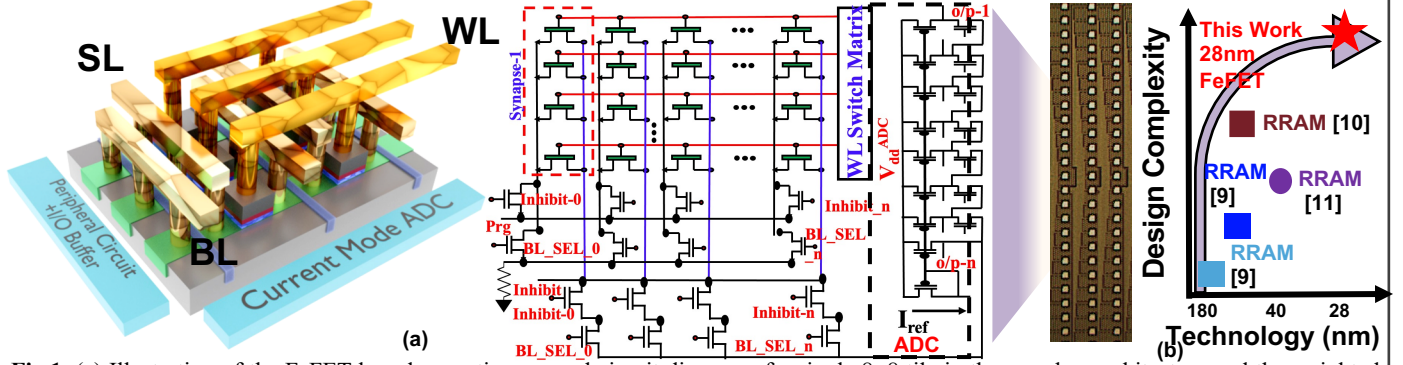 SL
WL
BL
Peripheral Circuit
+I/O Buffer
Current Mode ADC
(a)
Synapse-1
WL Switch Matrix
Inhibit-0
Inhibit_n
Prg
BL_SEL_0
BL_SEL
_n
Inhibit
Inhibit-0
Inhibit-n
BL_SEL_0
BL_SEL_n
o/p-1
V_dd^ADC
o/p-n
I_ref
ADC
Design Complexity
This Work
28nm
FeFET
RRAM [10]
RRAM
[9]
RRAM
[11]
RRAM
[9]
180
40
28
Technology (nm)
(b)